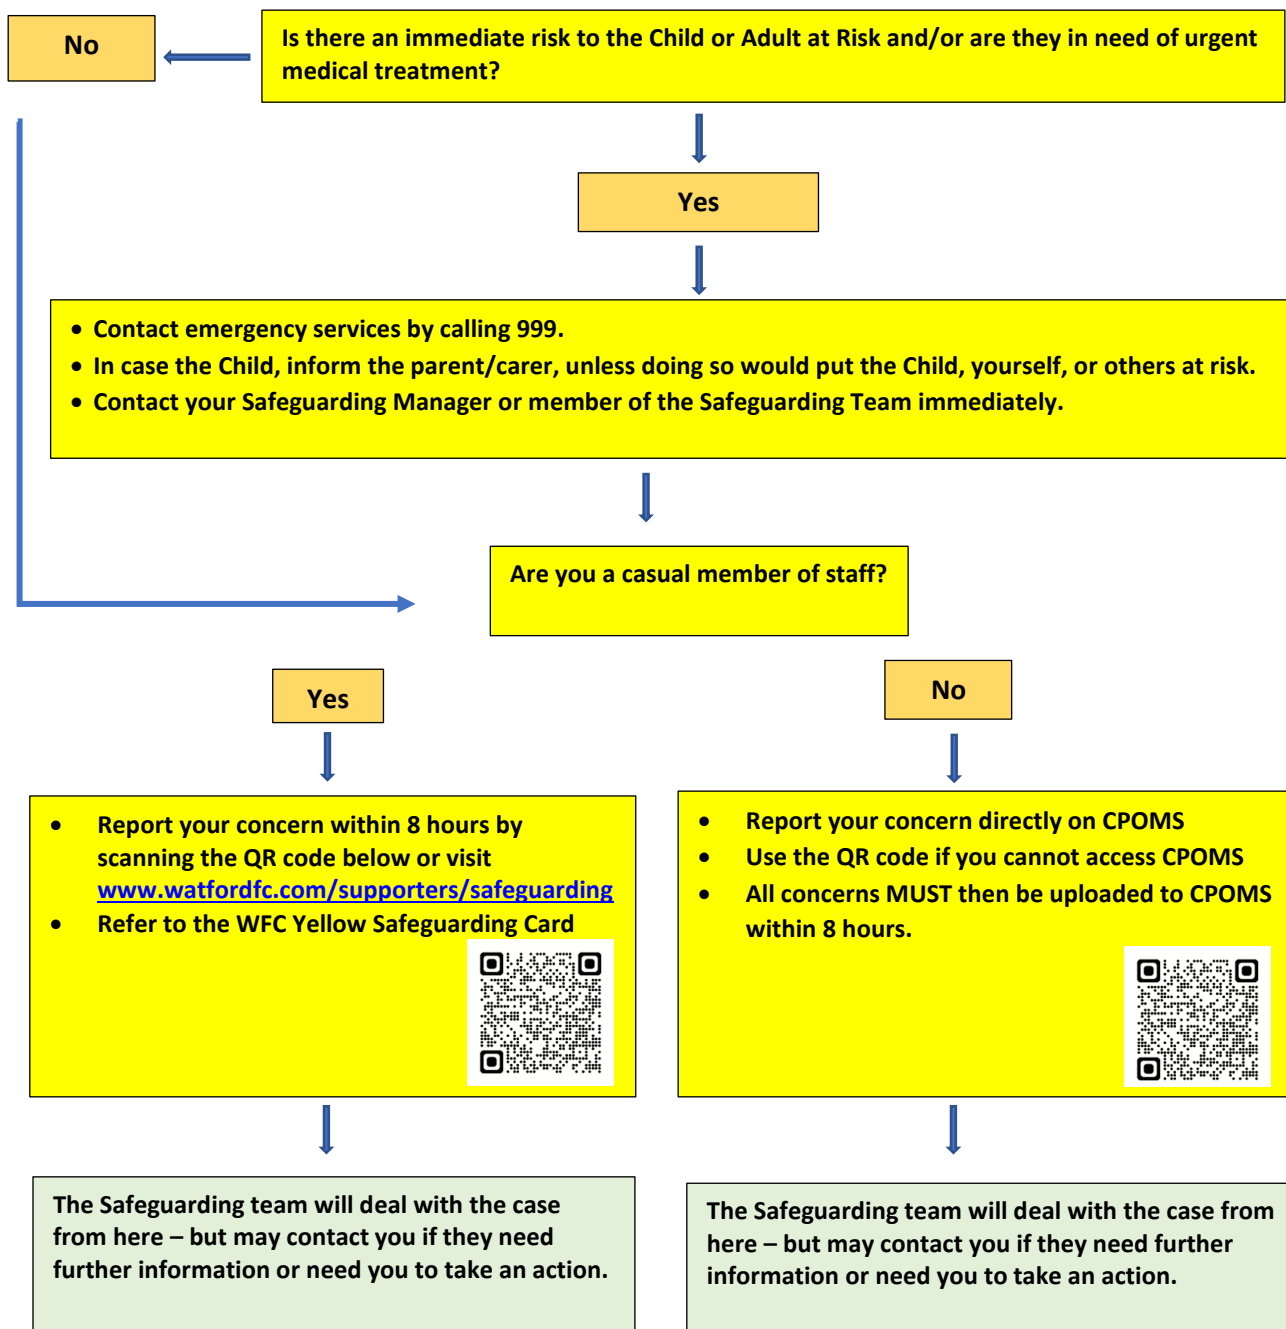 No
Is there an immediate risk to the Child or Adult at Risk and/or are they in need of urgent
medical treatment?
Yes
• Contact emergency services by calling 999.
• In case the Child, inform the parent/carer, unless doing so would put the Child, yourself, or others at risk.
• Contact your Safeguarding Manager or member of the Safeguarding Team immediately.
Are you a casual member of staff?
Yes
No
• Report your concern within 8 hours by
scanning the QR code below or visit
www.watfordfc.com/supporters/safeguarding
• Refer to the WFC Yellow Safeguarding Card
• Report your concern directly on CPOMS
• Use the QR code if you cannot access CPOMS
• All concerns MUST then be uploaded to CPOMS
within 8 hours.
The Safeguarding team will deal with the case
from here – but may contact you if they need
further information or need you to take an action.
The Safeguarding team will deal with the case from
here – but may contact you if they need further
information or need you to take an action.